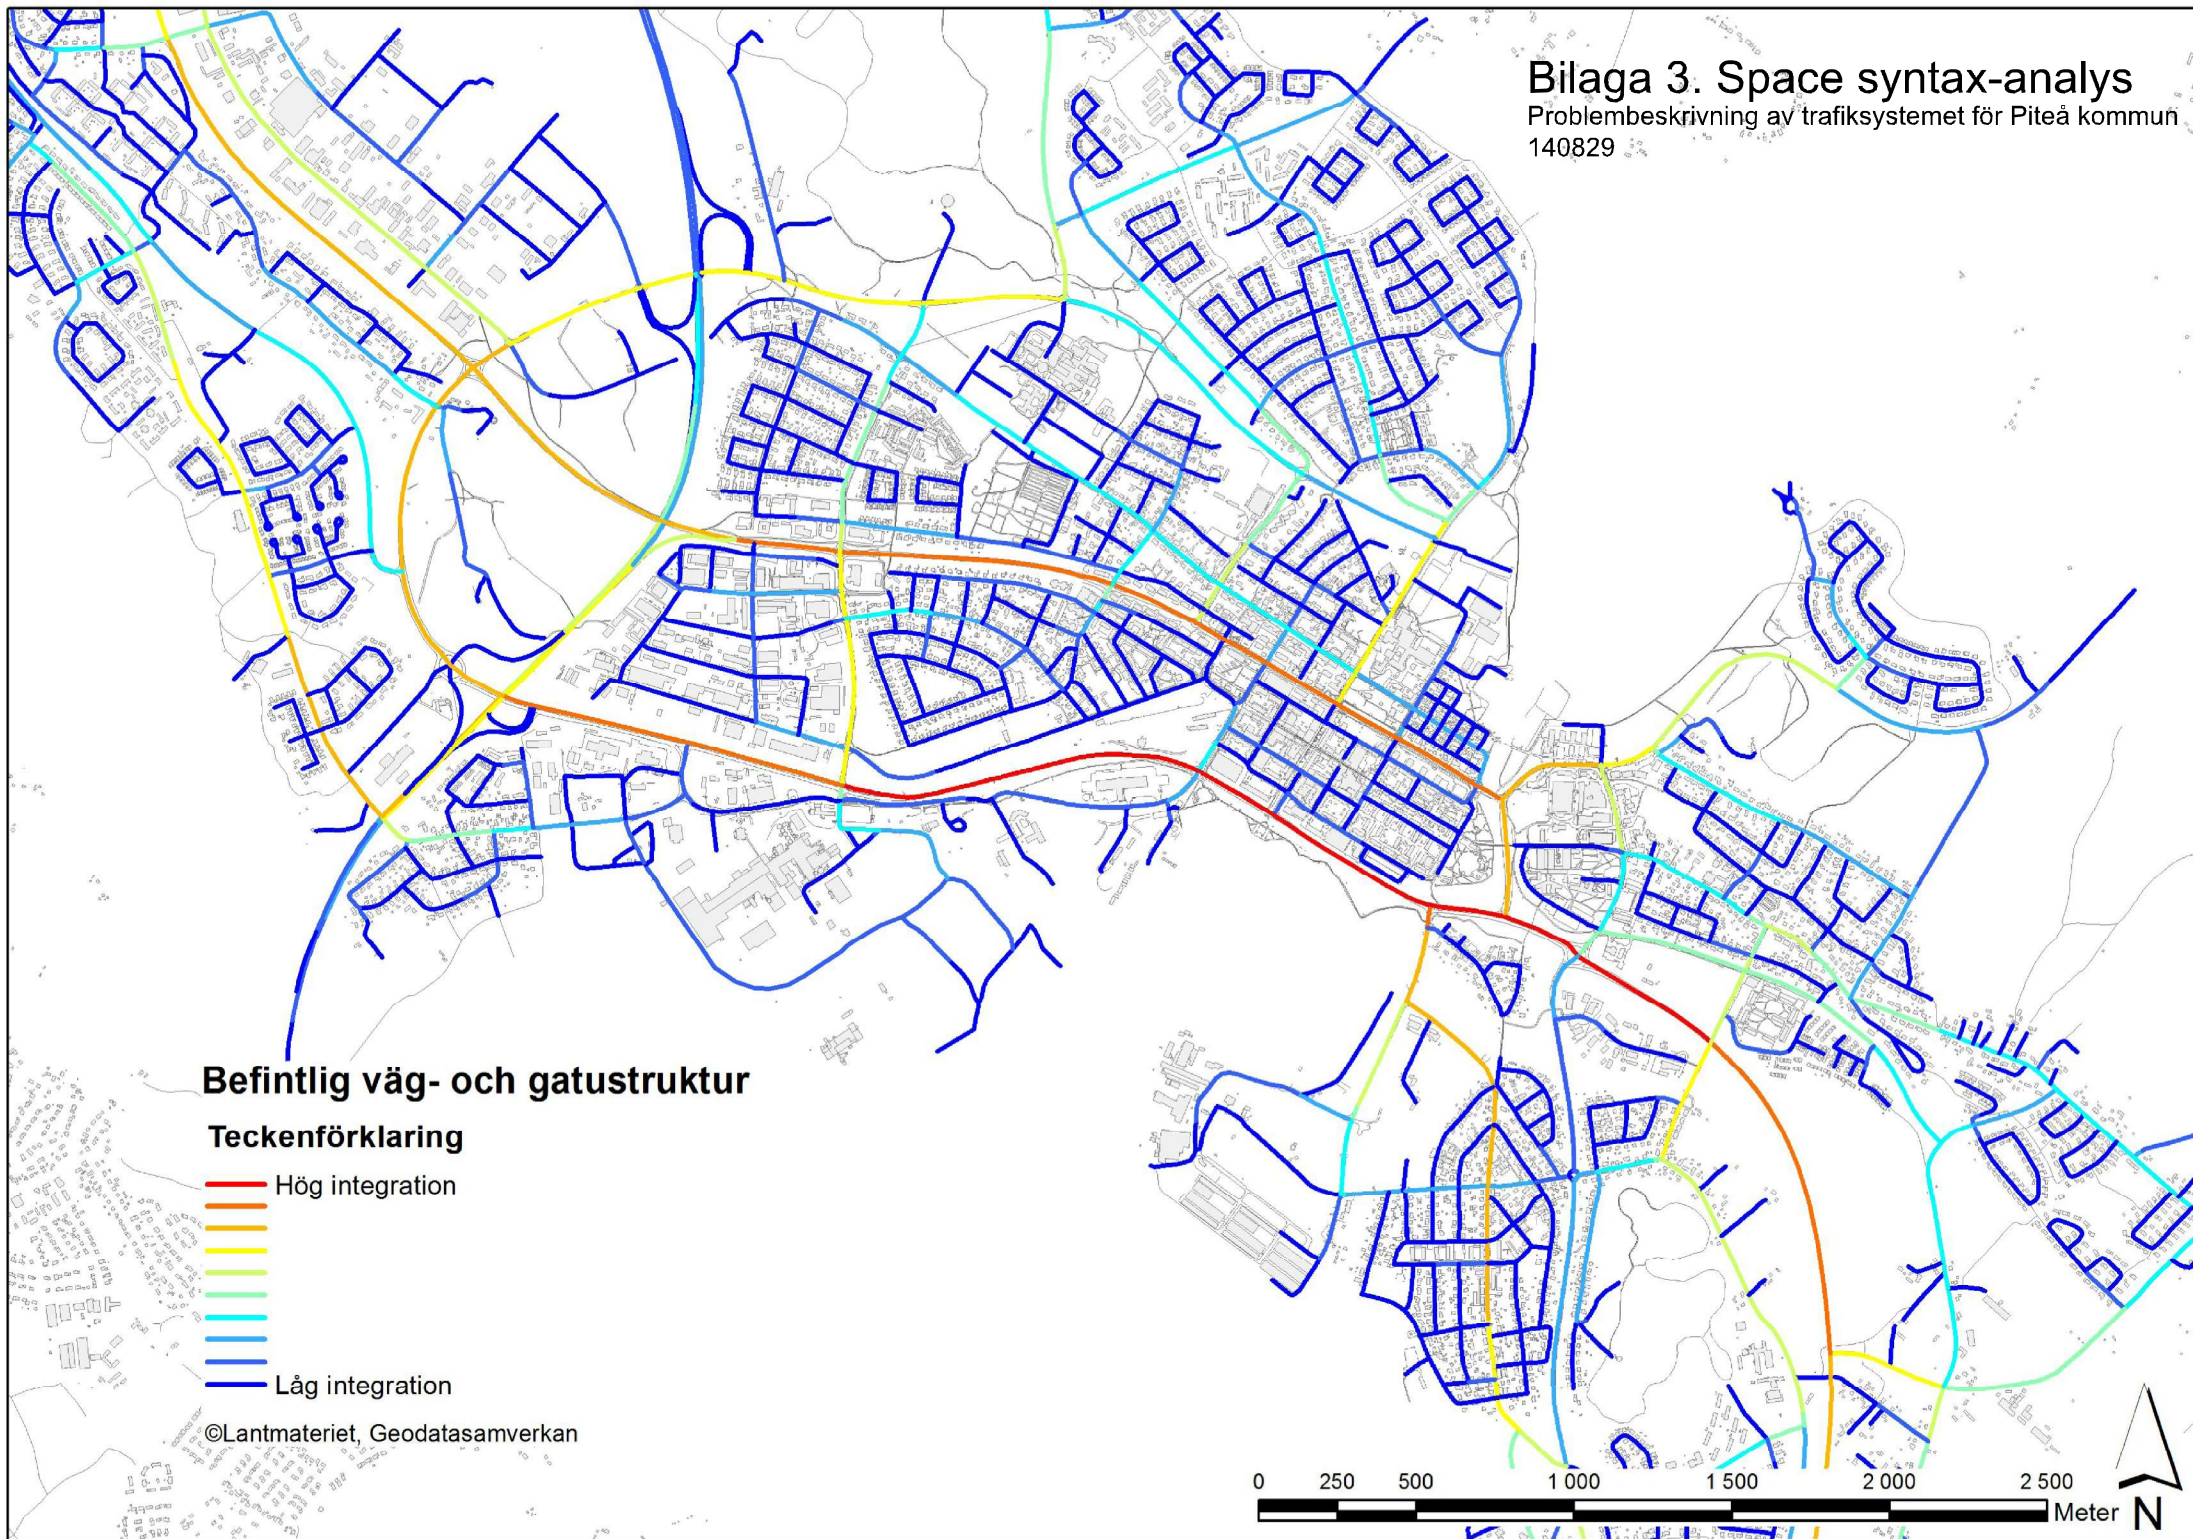 Bilaga 3. Space syntax-analys
Problembeskrivning av trafiksystemet för Piteå kommun
140829
Befintlig väg- och gatustruktur
Teckenförklaring
Hög integration
Låg integration
©Lantmateriet, Geodatasamverkan
0 250 500 1 000 1 500 2 000 2 500
Meter
N